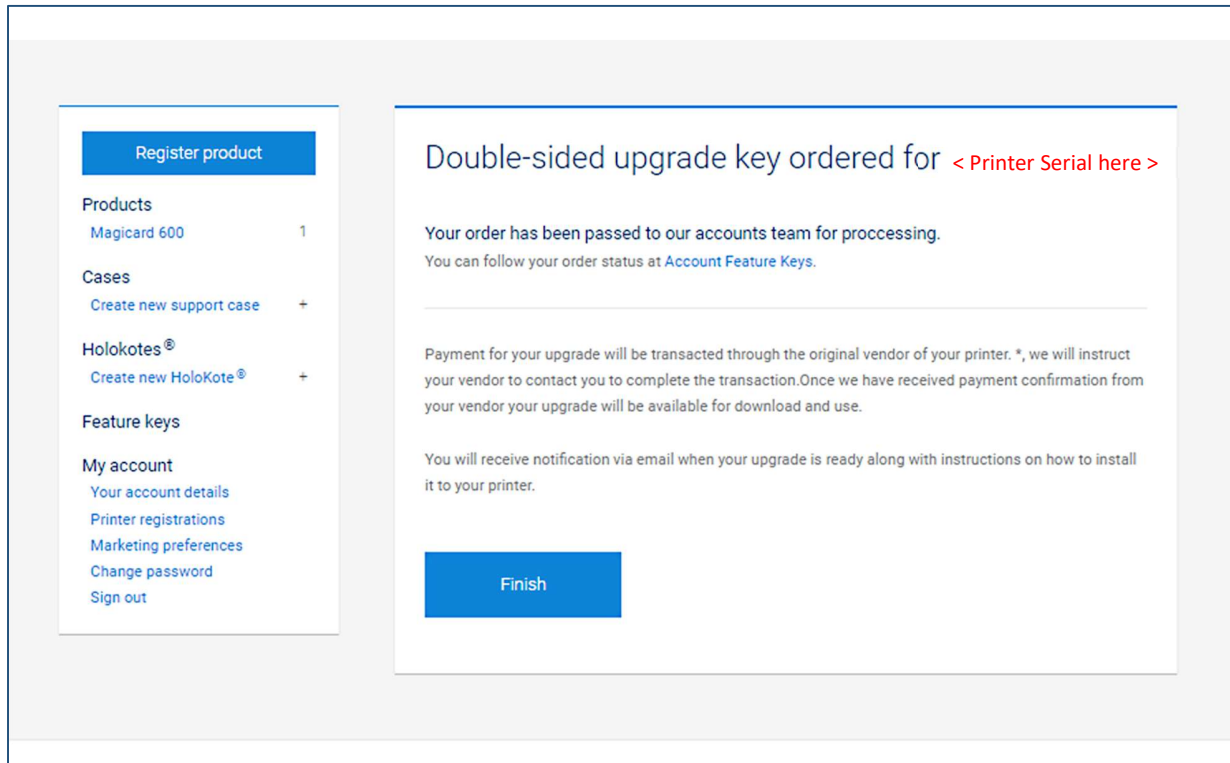 Register product
Products
Magicard 600 1
Cases
Create new support case +
Holokotes®
Create new HoloKote® +
Feature keys
My account
Your account details
Printer registrations
Marketing preferences
Change password
Sign out
Double-sided upgrade key ordered for < Printer Serial here >
Your order has been passed to our accounts team for proccessing.
You can follow your order status at Account Feature Keys.
Payment for your upgrade will be transacted through the original vendor of your printer. *, we will instruct
your vendor to contact you to complete the transaction.Once we have received payment confirmation from
your vendor your upgrade will be available for download and use.
You will receive notification via email when your upgrade is ready along with instructions on how to install
it to your printer.
Finish